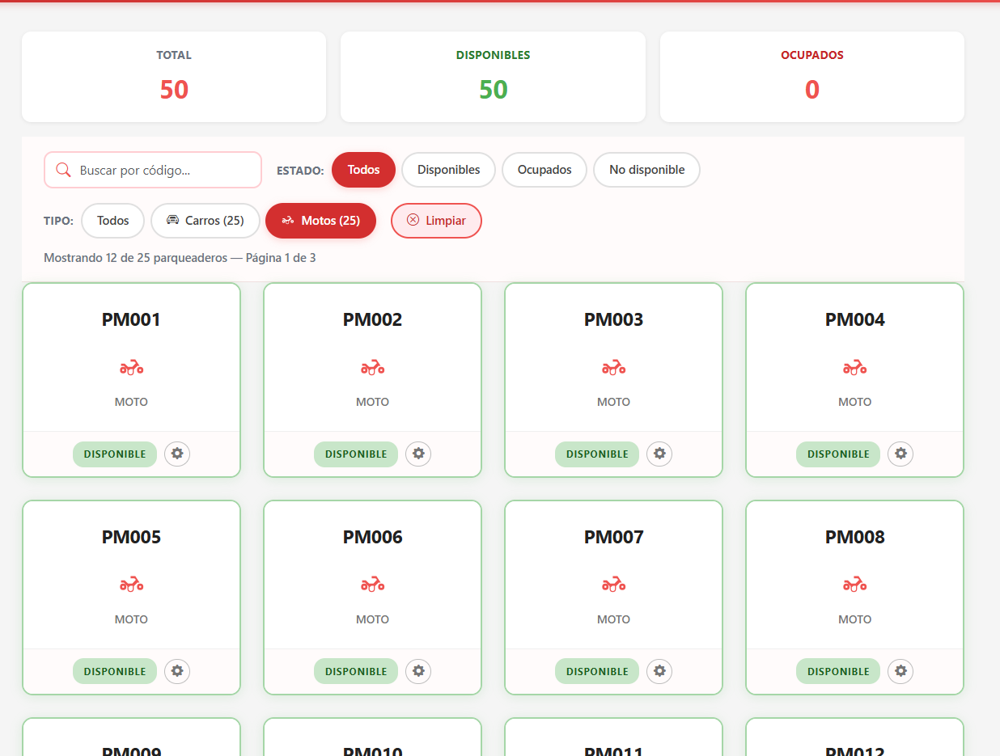 TOTAL
50
DISPONIBLES
50
OCUPADOS
0
Buscar por código...
ESTADO: Todos Disponibles Ocupados No disponible
TIPO: Todos Carros (25) Motos (25) Limpiar
Mostrando 12 de 25 parqueaderos — Página 1 de 3
PM001 PM002 PM003 PM004
MOTO MOTO MOTO MOTO
DISPONIBLE DISPONIBLE DISPONIBLE DISPONIBLE
PM005 PM006 PM007 PM008
MOTO MOTO MOTO MOTO
DISPONIBLE DISPONIBLE DISPONIBLE DISPONIBLE
PM009 PM010 PM011 PM012